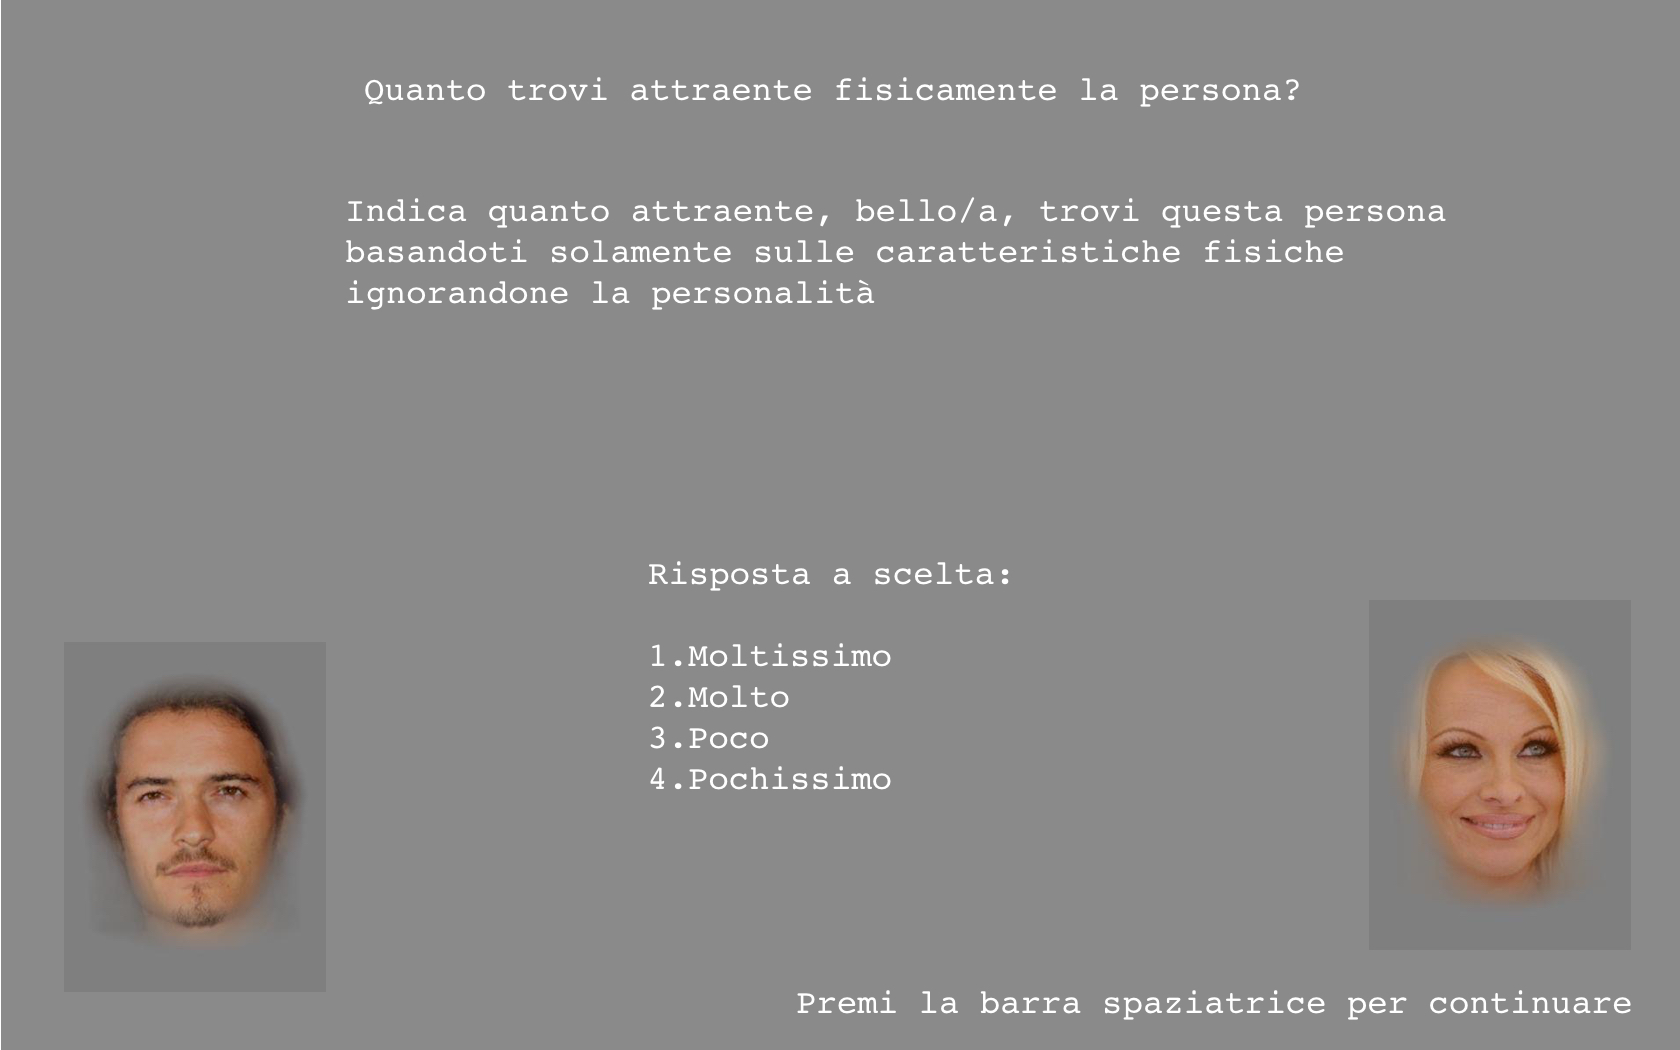 Quanto trovi attraente fisicamente la persona?
Indica quanto attraente, bello/a, trovi questa persona
basandoti solamente sulle caratteristiche fisiche
ignorandone la personalità
Risposta a scelta:
1.Moltissimo
2.Molto
3.Poco
4.Pochissimo
Premi la barra spaziatrice per continuare